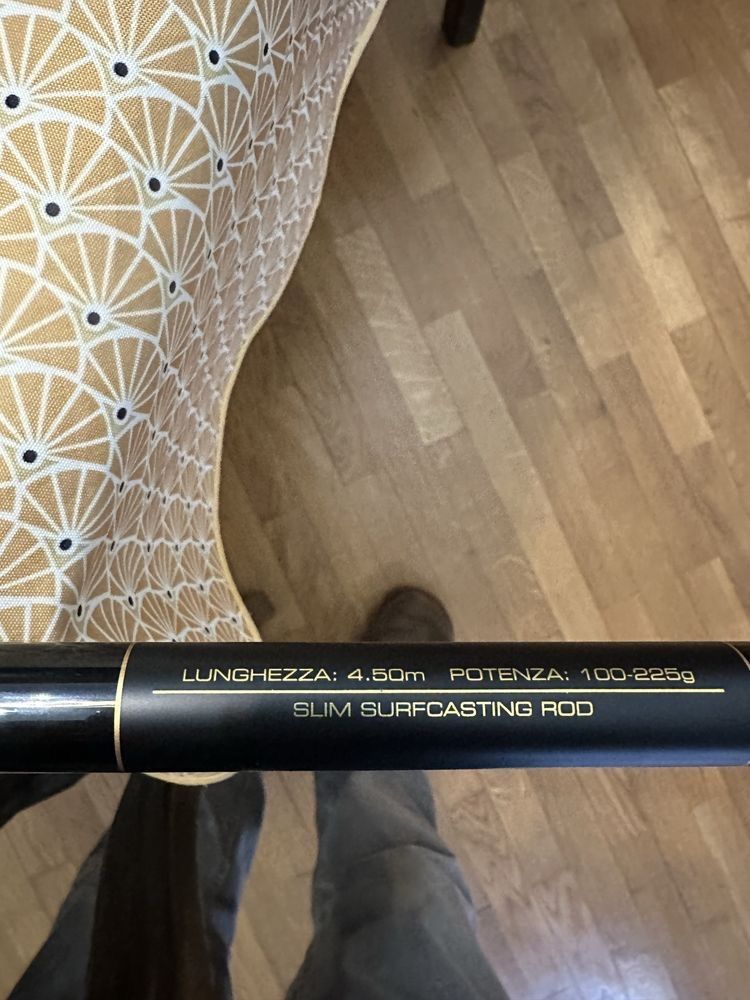 LUNGHEZZA: 4.50m POTENZA: 100-225g
SLIM SURFCASTING ROD